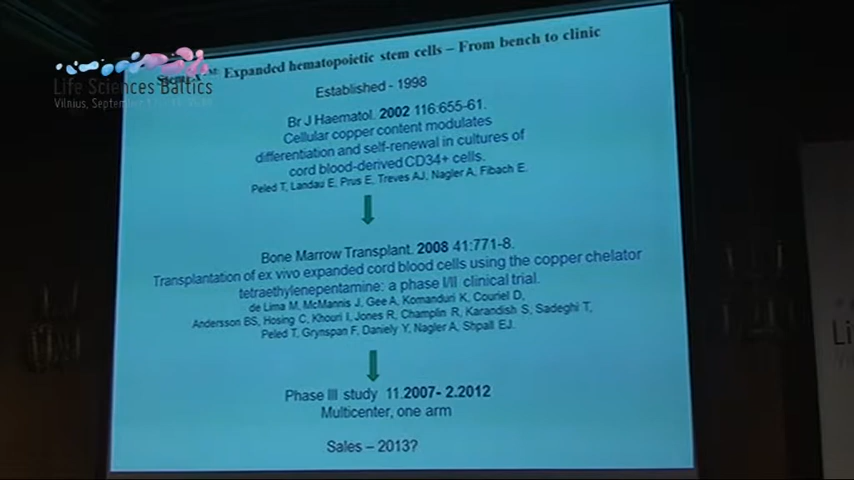 Life Sciences Baltics
Vilnius, September
Expanded hematopoietic stem cells – From bench to clinic
Established - 1998
Br J Haematol. 2002 116:655-61.
Cellular copper content modulates
differentiation and self-renewal in cultures of
cord blood-derived CD34+ cells.
Peled T, Landau E, Prus E, Treves AJ, Nagler A, Fibach E.
Bone Marrow Transplant. 2008 41:771-8.
Transplantation of ex vivo expanded cord blood cells using the copper chelator
tetraethylenepentamine: a phase I/II clinical trial.
de Lima M, McMannis J, Gee A, Komanduri K, Couriel D,
Andersson BS, Hosing C, Khouri I, Jones R, Champlin R, Karandish S, Sadeghi T,
Peled T, Grynspan F, Daniely Y, Nagler A, Shpall EJ.
Phase III study 11.2007- 2.2012
Multicenter, one arm
Sales – 2013?
Li